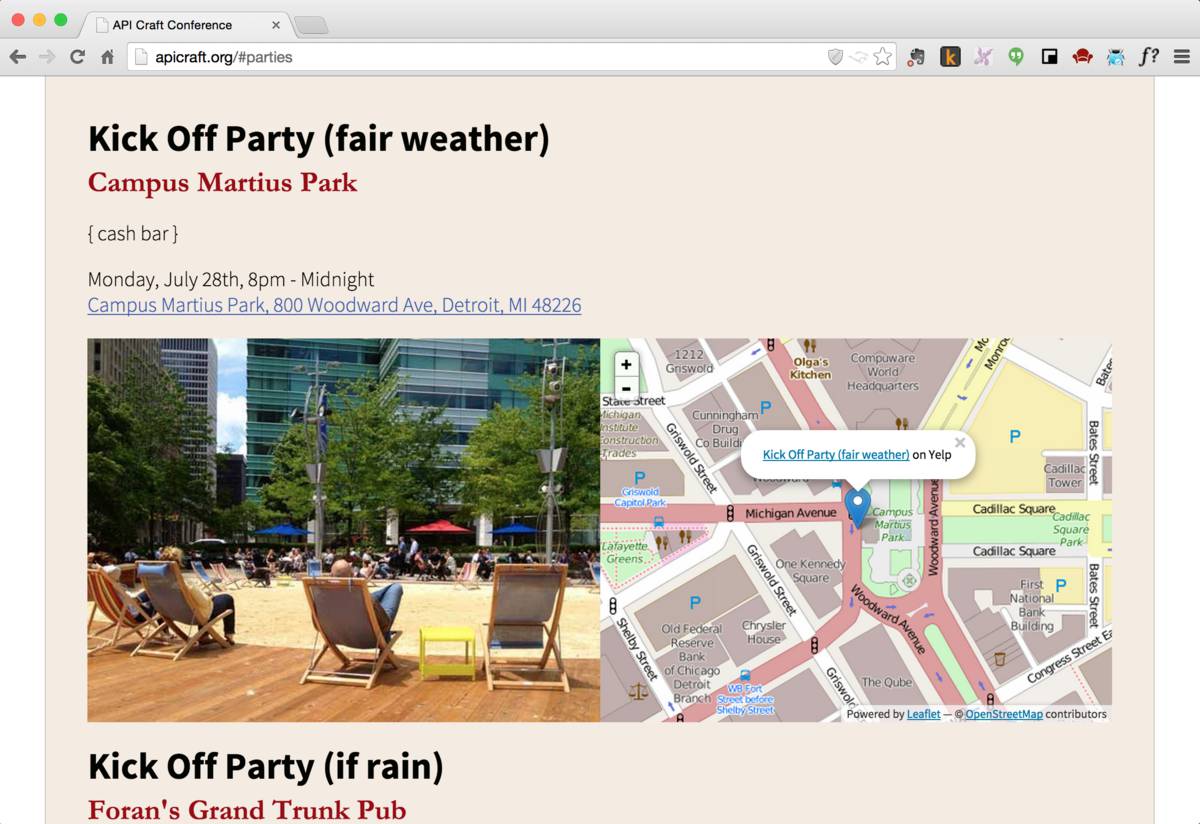 API Craft Conference
apicraft.org/#parties
k
f?
Kick Off Party (fair weather)
Campus Martius Park
{ cash bar }
Monday, July 28th, 8pm - Midnight
Campus Martius Park, 800 Woodward Ave, Detroit, MI 48226
+
-
1212
Griswold
Olga's
Kitchen
Compuware
World
Headquarters
Monroe
State Street
Michigan
Institute
Construction
Trades
Cunningham
Drug
P
P
Griswold Street
Bates Street
Kick Off Party (fair weather) on Yelp
Cadillac
Tower
P
Griswold
Capitol Park
Woodward
Michigan Avenue
Campus
Martius
Park
Woodward Avenue
Cadillac Square
Cadillac
Square
Park
Cadillac Square
Lafayette
Greens
Griswold Street
One Kennedy
Square
Woodward Avenue
First
National
Bank
Building
P
Bates Street
P
Shelby Street
Old Federal
Reserve
Bank
of Chicago
Detroit
Branch
Chrysler
House
WB Fort
Street before
Shelby Street
Griswold
The Qube
Congress Street
Powered by Leaflet — © OpenStreetMap contributors
Kick Off Party (if rain)
Foran's Grand Trunk Pub